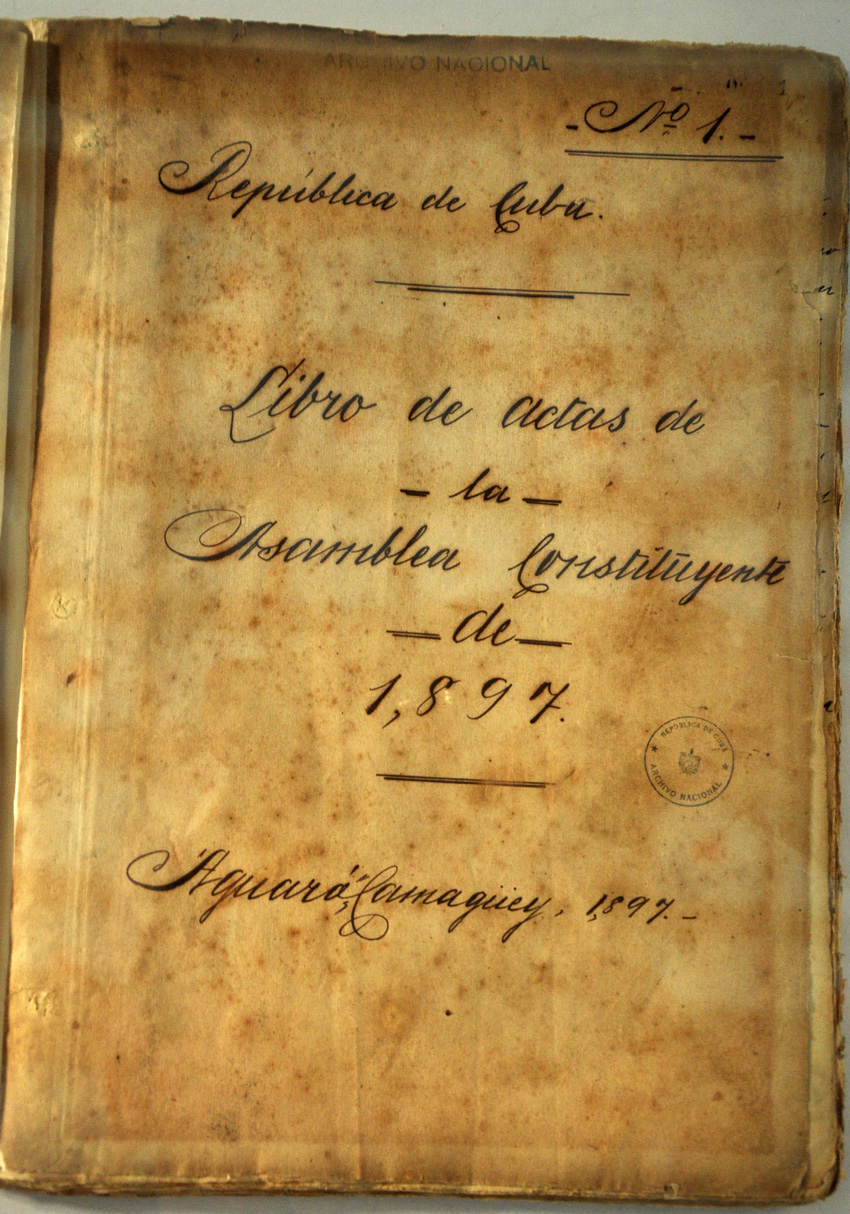 ARCHIVO NACIONAL
- Nº 1. -
República de Cuba.
Libro de actas de
- la -
Asamblea Constituyente
- de -
1,897.
REPÚBLICA DE CUBA
ARCHIVO NACIONAL
"Aguará", Camagüey, 1,897. -